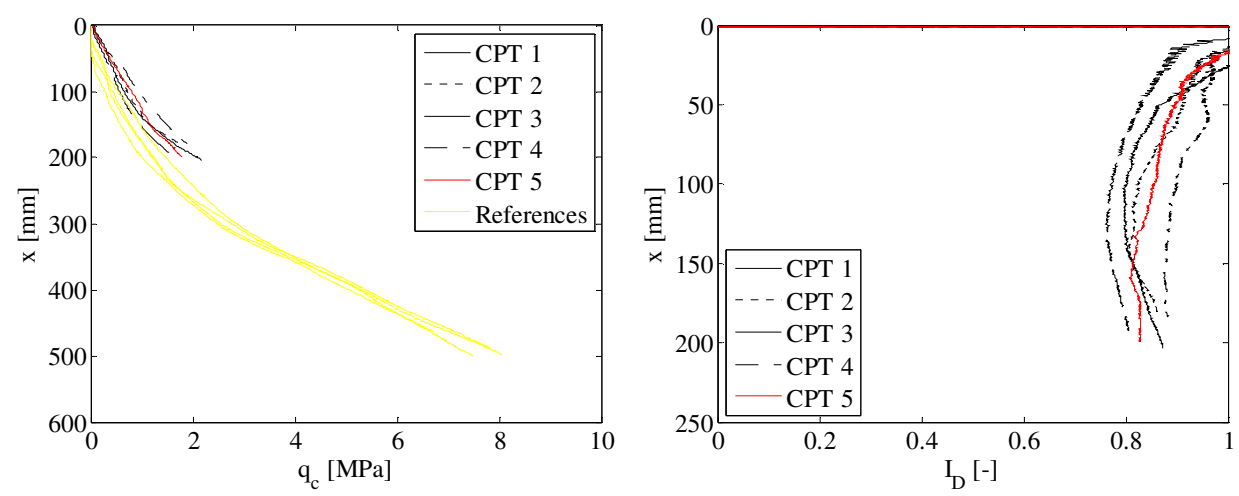 0
100
200
300
400
500
600
x [mm]
0 2 4 6 8 10
q_c [MPa]
CPT 1
CPT 2
CPT 3
CPT 4
CPT 5
References
0
50
100
150
200
250
x [mm]
0 0.2 0.4 0.6 0.8 1
I_D [-]
CPT 1
CPT 2
CPT 3
CPT 4
CPT 5